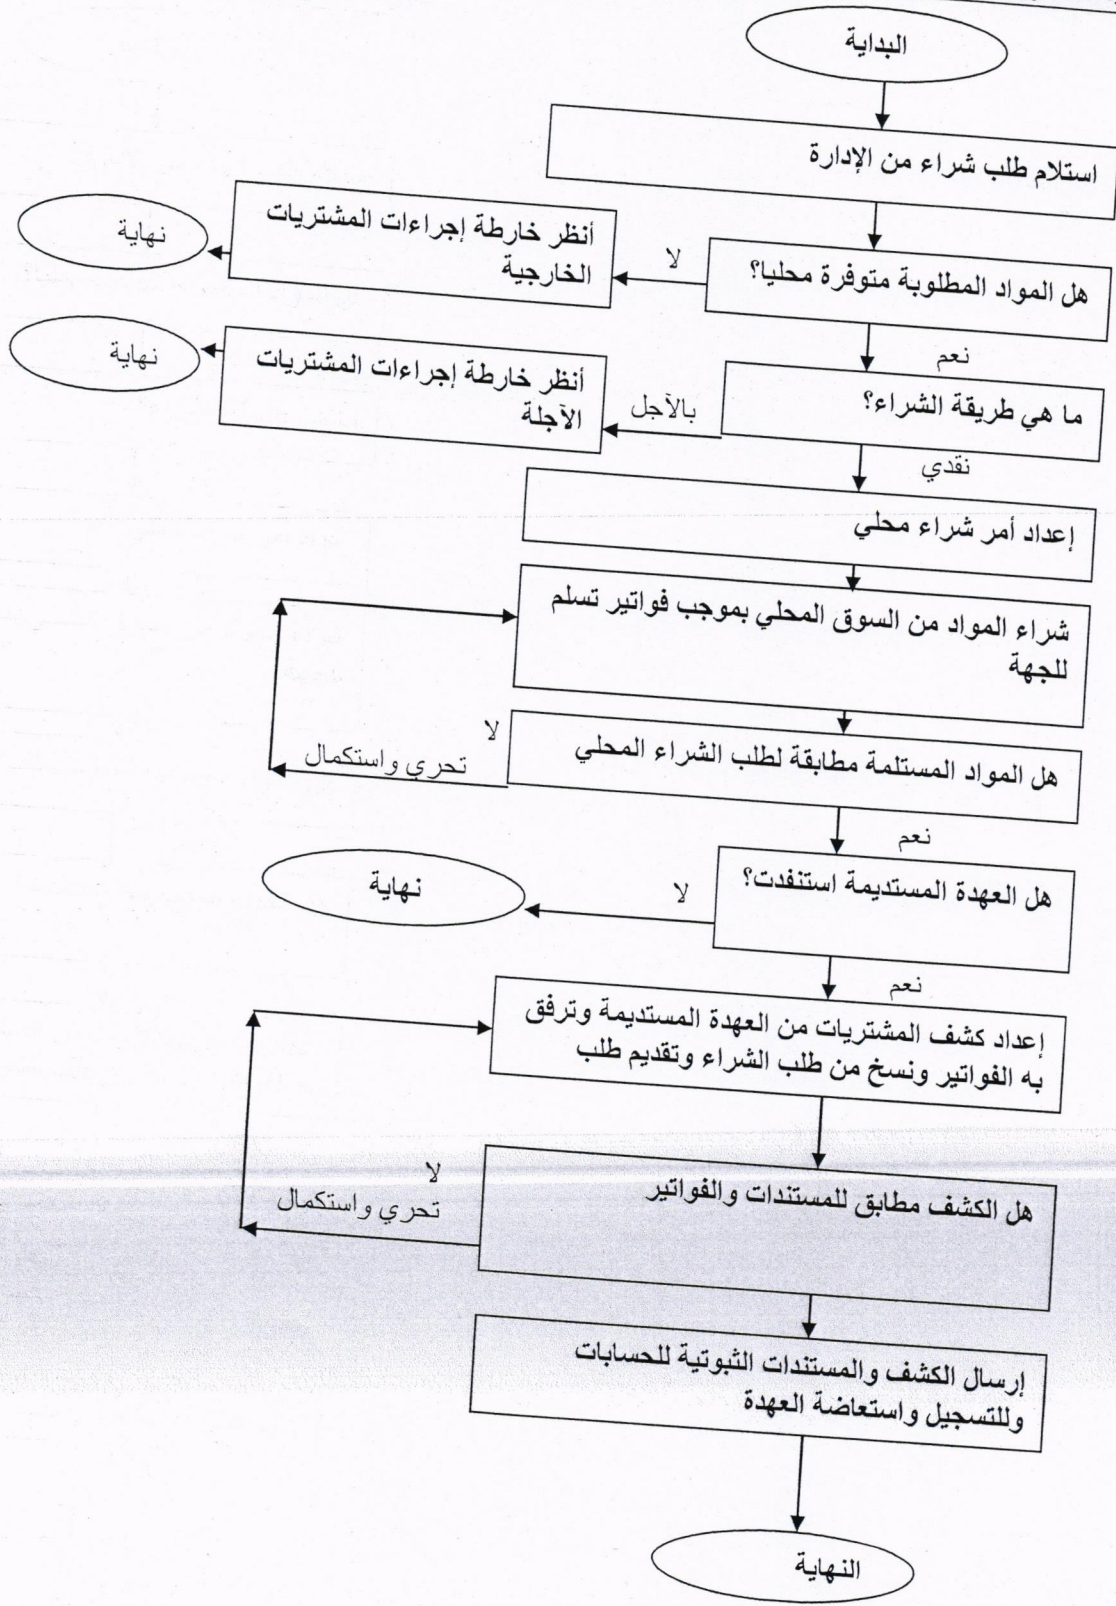 البداية
استلام طلب شراء من الإدارة
هل المواد المطلوبة متوفرة محليا؟
لا
أنظر خارطة إجراءات المشتريات
الخارجية
نهاية
نعم
ما هي طريقة الشراء؟
بالآجل
أنظر خارطة إجراءات المشتريات
الآجلة
نهاية
نقدي
إعداد أمر شراء محلي
شراء المواد من السوق المحلي بموجب فواتير تسلم
للجهة
هل المواد المستلمة مطابقة لطلب الشراء المحلي
لا
تحري واستكمال
نعم
هل العهدة المستديمة استنفدت؟
لا
نهاية
نعم
إعداد كشف المشتريات من العهدة المستديمة وترفق
به الفواتير ونسخ من طلب الشراء وتقديم طلب
هل الكشف مطابق للمستندات والفواتير
لا
تحري واستكمال
إرسال الكشف والمستندات الثبوتية للحسابات
وللتسجيل واستعاضة العهدة
النهاية